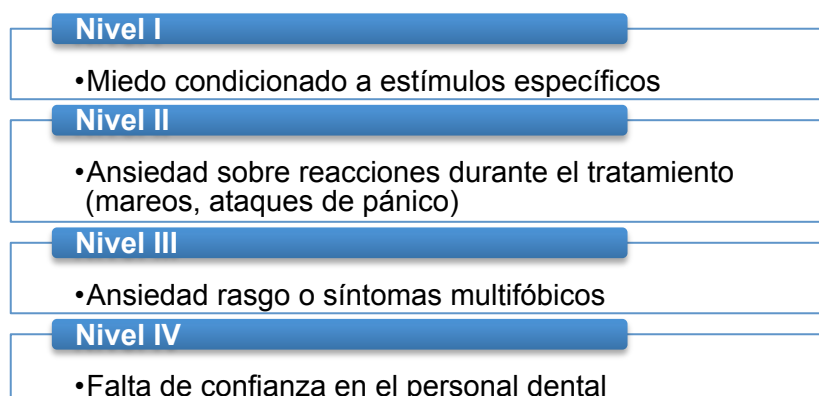 Nivel I
•Miedo condicionado a estímulos específicos
Nivel II
•Ansiedad sobre reacciones durante el tratamiento
(mareos, ataques de pánico)
Nivel III
•Ansiedad rasgo o síntomas multifóbicos
Nivel IV
•Falta de confianza en el personal dental